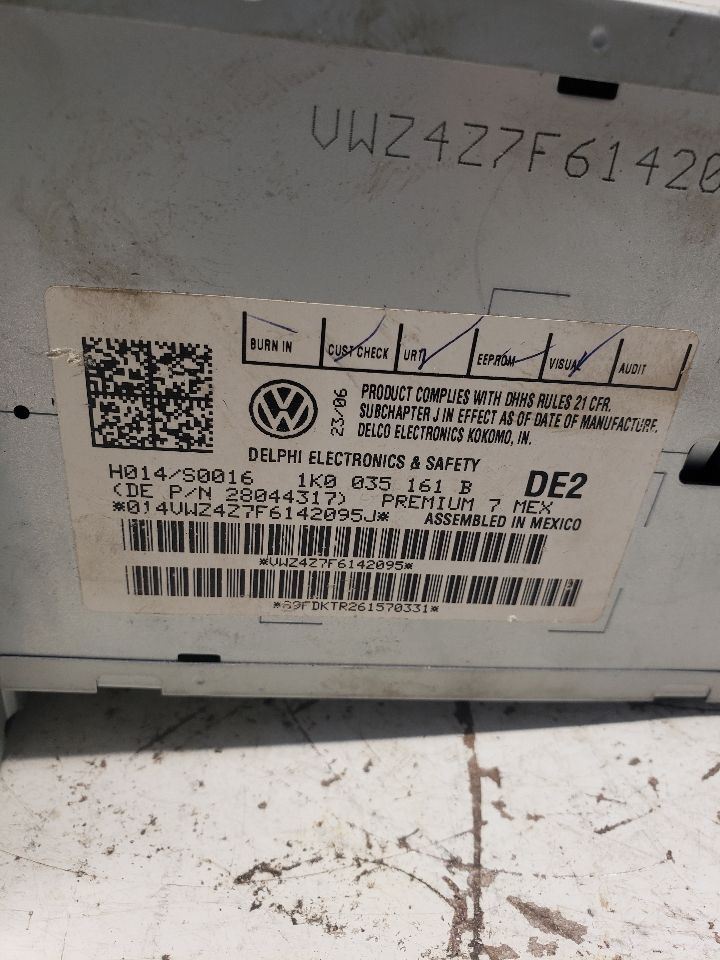 VWZ4Z7F61420
BURN IN CUST CHECK URT EEPROM VISUAL AUDIT
23/06
PRODUCT COMPLIES WITH DHHS RULES 21 CFR.
SUBCHAPTER J IN EFFECT AS OF DATE OF MANUFACTURE.
DELCO ELECTRONICS KOKOMO, IN.
DELPHI ELECTRONICS & SAFETY
H014/S0016 1K0 035 161 B DE2
(DE P/N 28044317) PREMIUM 7 MEX
*014VWZ4Z7F6142095J* ASSEMBLED IN MEXICO
*VWZ4Z7F6142095*
*S9FDKTR261570331*